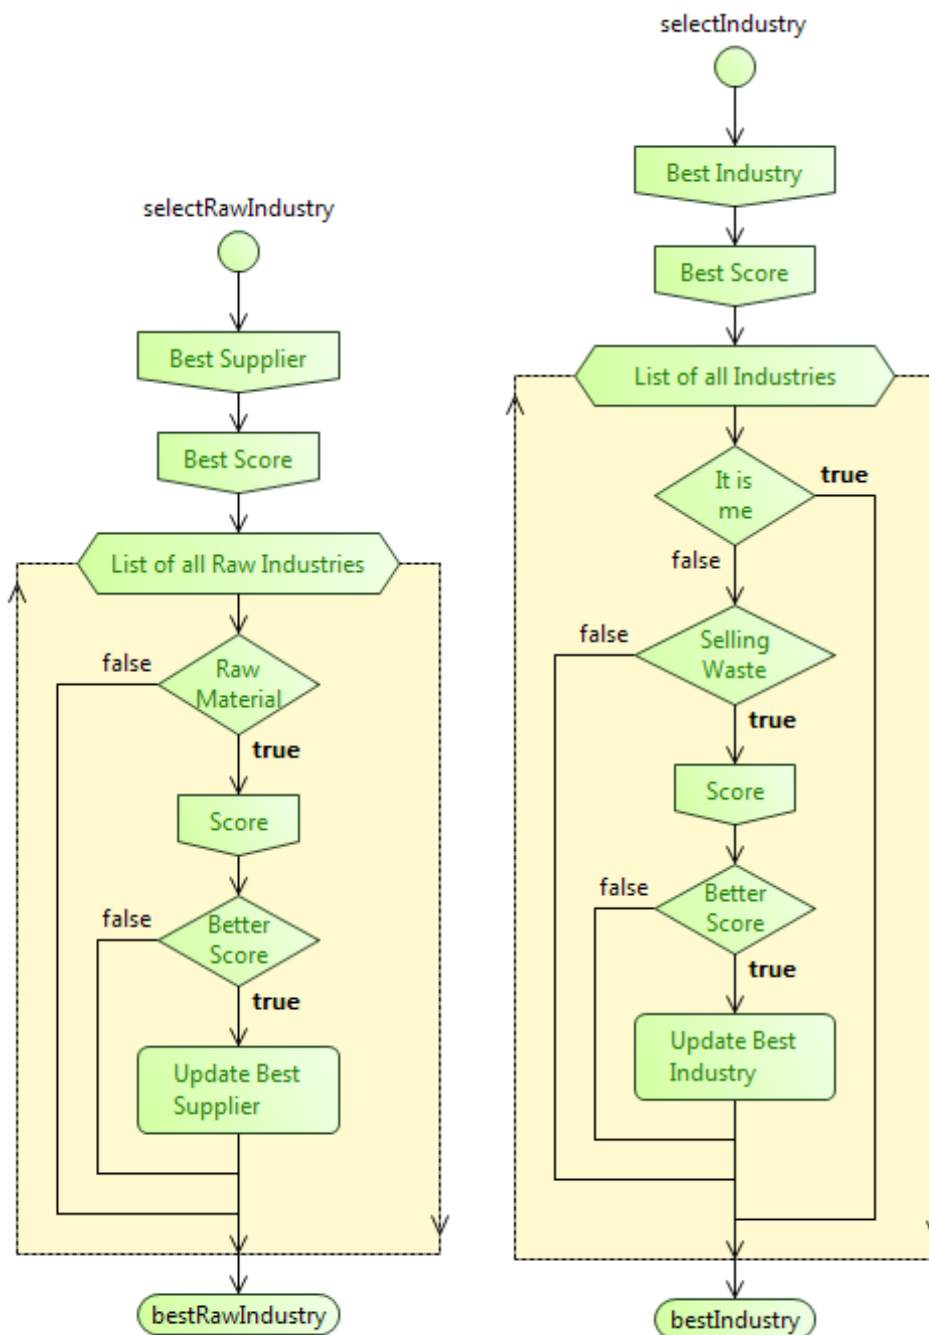 selectRawIndustry
Best Supplier
Best Score
List of all Raw Industries
false
Raw
Material
true
Score
false
Better
Score
true
Update Best
Supplier
bestRawIndustry
selectIndustry
Best Industry
Best Score
List of all Industries
It is
me
true
false
false
Selling
Waste
true
Score
false
Better
Score
true
Update Best
Industry
bestIndustry